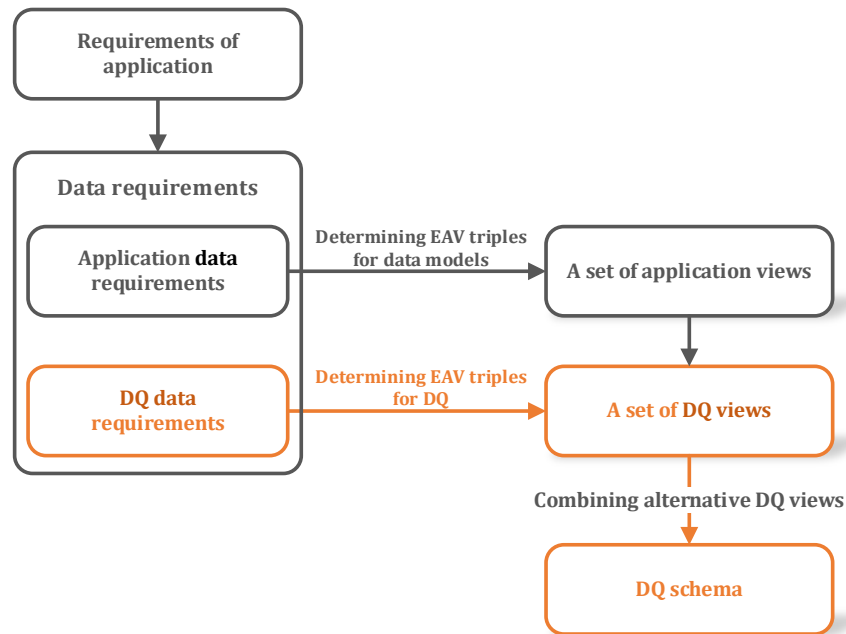 Requirements of
application
Data requirements
Application data
requirements
Determining EAV triples
for data models
A set of application views
DQ data
requirements
Determining EAV triples
for DQ
A set of DQ views
Combining alternative DQ views
DQ schema